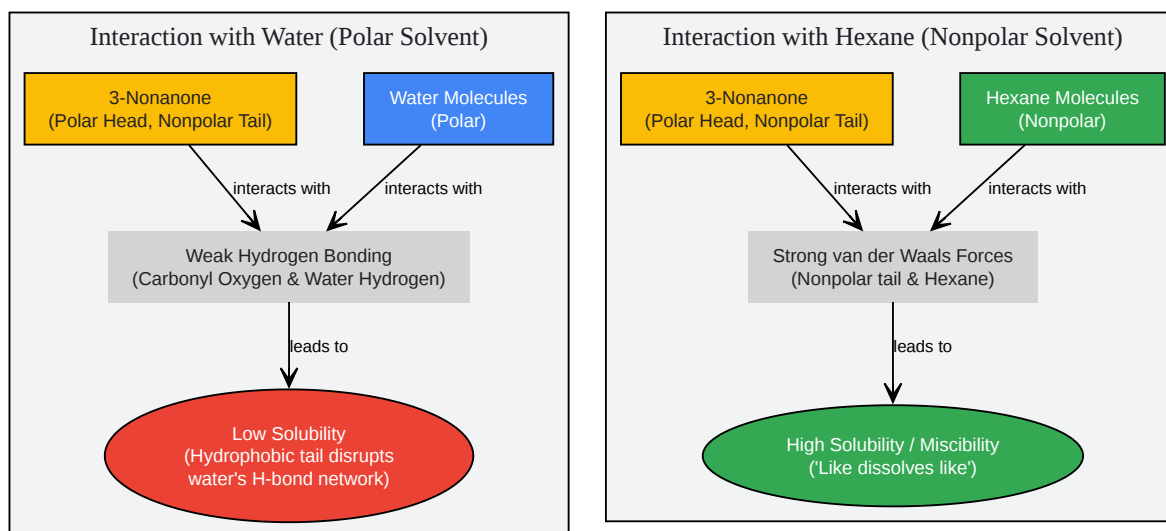 Interaction with Water (Polar Solvent)
3-Nonanone
(Polar Head, Nonpolar Tail)
Water Molecules
(Polar)
interacts with
interacts with
Weak Hydrogen Bonding
(Carbonyl Oxygen & Water Hydrogen)
leads to
Low Solubility
(Hydrophobic tail disrupts
water's H-bond network)
Interaction with Hexane (Nonpolar Solvent)
3-Nonanone
(Polar Head, Nonpolar Tail)
Hexane Molecules
(Nonpolar)
interacts with
interacts with
Strong van der Waals Forces
(Nonpolar tail & Hexane)
leads to
High Solubility / Miscibility
('Like dissolves like')